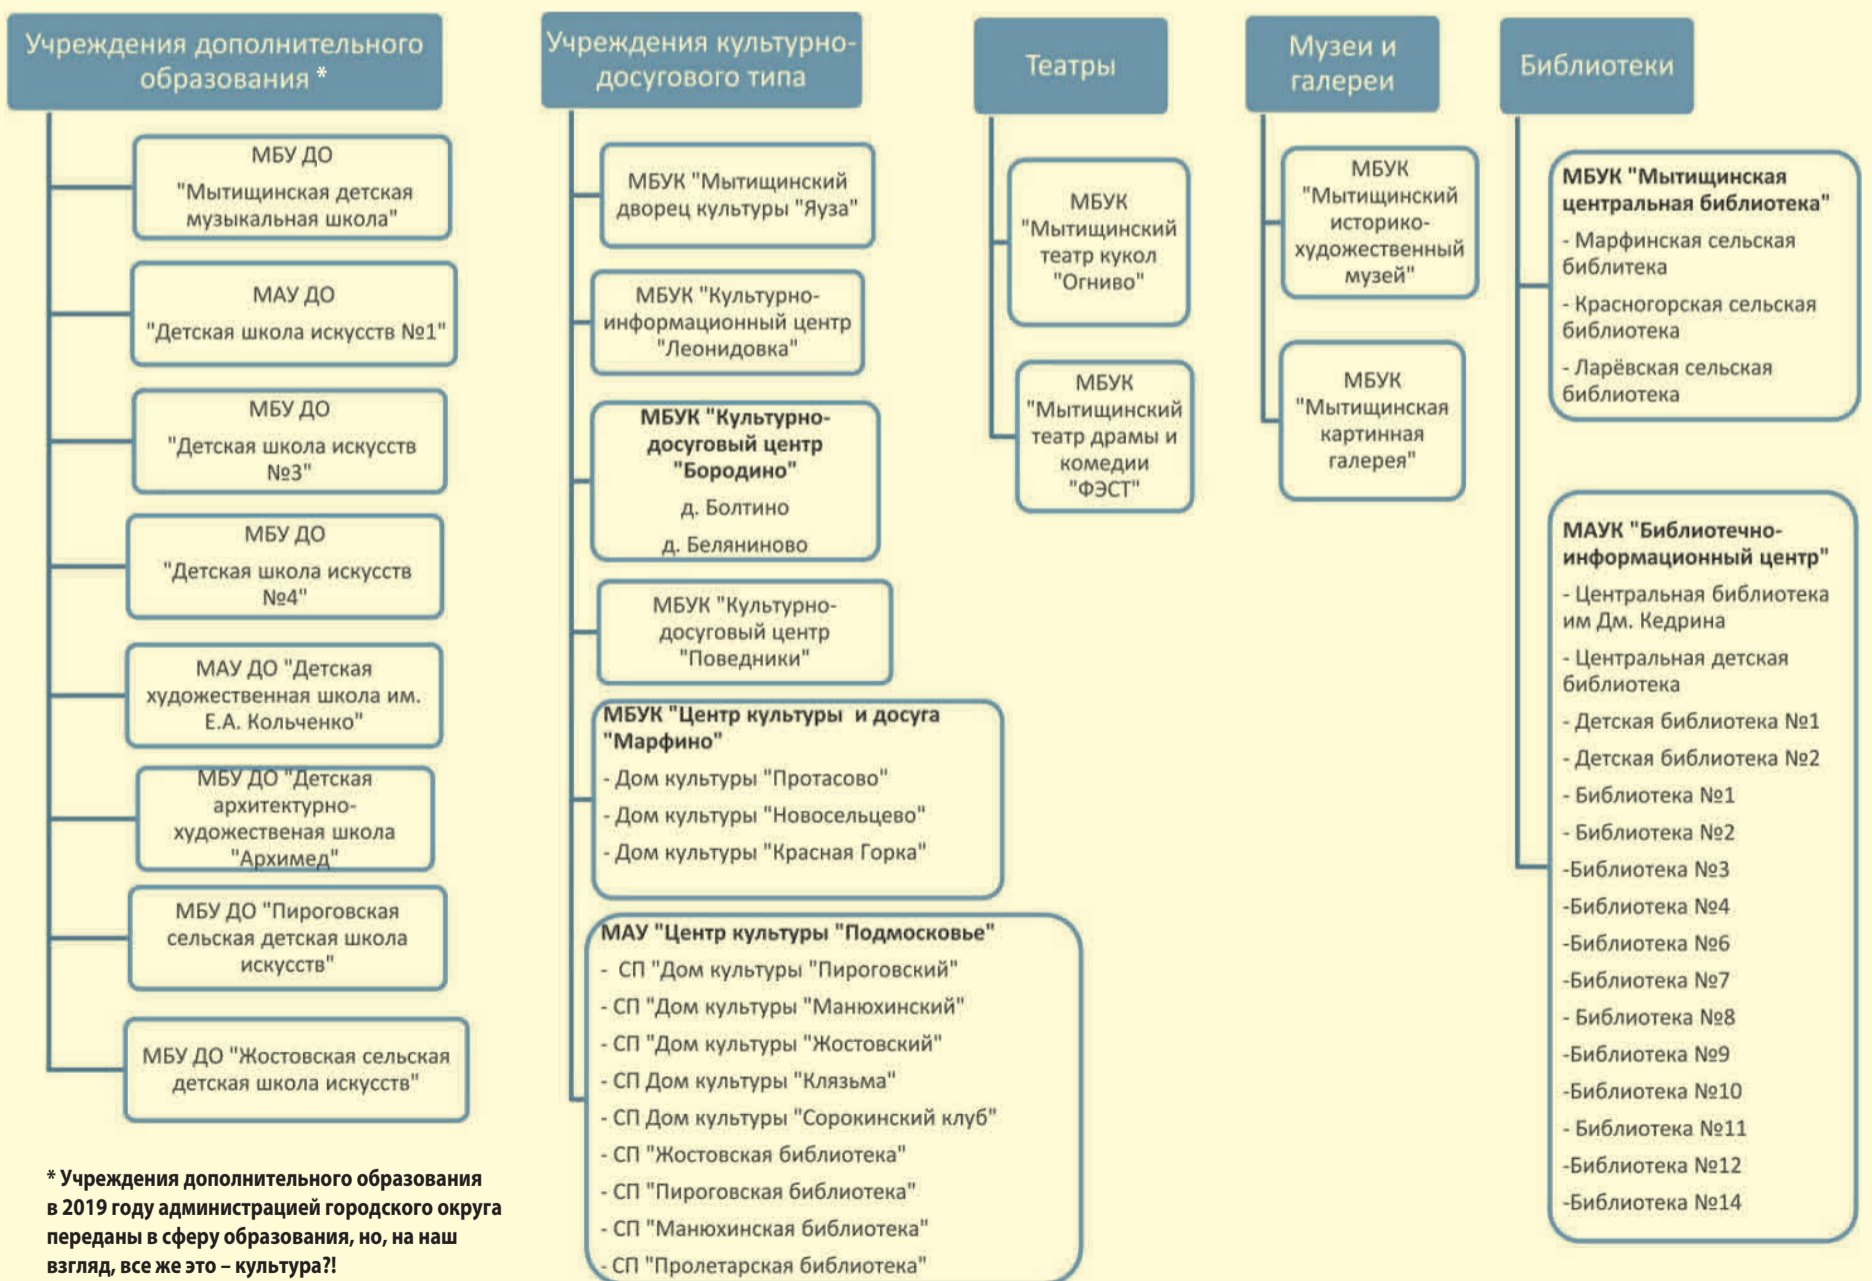 Учреждения дополнительного
образования *
МБУ ДО
"Мытищинская детская
музыкальная школа"
МАУ ДО
"Детская школа искусств №1"
МБУ ДО
"Детская школа искусств
№3"
МБУ ДО
"Детская школа искусств
№4"
МАУ ДО "Детская
художественная школа им.
Е.А. Кольченко"
МБУ ДО "Детская
архитектурно-
художественая школа
"Архимед"
МБУ ДО "Пироговская
сельская детская школа
искусств"
МБУ ДО "Жостовская сельская
детская школа искусств"
* Учреждения дополнительного образования
в 2019 году администрацией городского округа
переданы в сферу образования, но, на наш
взгляд, все же это – культура?!
Учреждения культурно-
досугового типа
МБУК "Мытищинский
дворец культуры "Яуза"
МБУК "Культурно-
информационный центр
"Леонидовка"
МБУК "Культурно-
досуговый центр
"Бородино"
д. Болтино
д. Беляниново
МБУК "Культурно-
досуговый центр
"Поведники"
МБУК "Центр культуры и досуга
"Марфино"
- Дом культуры "Протасово"
- Дом культуры "Новосельцево"
- Дом культуры "Красная Горка"
МАУ "Центр культуры "Подмосковье"
- СП "Дом культуры "Пироговский"
- СП "Дом культуры "Манюхинский"
- СП "Дом культуры "Жостовский"
- СП Дом культуры "Клязьма"
- СП Дом культуры "Сорокинский клуб"
- СП "Жостовская библиотека"
- СП "Пироговская библиотека"
- СП "Манюхинская библиотека"
- СП "Пролетарская библиотека"
Театры
МБУК
"Мытищинский
театр кукол
"Огниво"
МБУК
"Мытищинский
театр драмы и
комедии
"ФЭСТ"
Музеи и
галереи
МБУК
"Мытищинский
историко-
художественный
музей"
МБУК
"Мытищинская
картинная
галерея"
Библиотеки
МБУК "Мытищинская
центральная библиотека"
- Марфинская сельская
библитека
- Красногорская сельская
библиотека
- Ларёвская сельская
библиотека
МАУК "Библиотечно-
информационный центр"
- Центральная библиотека
им Дм. Кедрина
- Центральная детская
библиотека
- Детская библиотека №1
- Детская библиотека №2
- Библиотека №1
- Библиотека №2
-Библиотека №3
-Библиотека №4
-Библиотека №6
-Библиотека №7
- Библиотека №8
-Библиотека №9
-Библиотека №10
- Библиотека №11
-Библиотека №12
-Библиотека №14